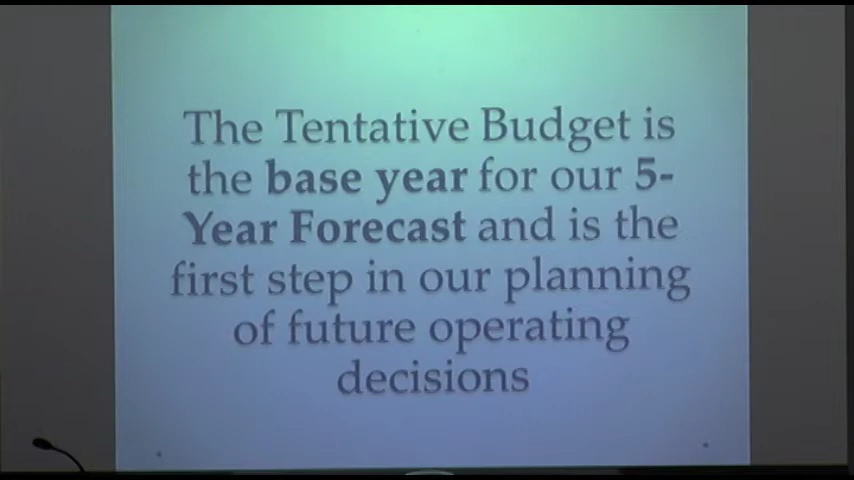 The Tentative Budget is
the base year for our 5-
Year Forecast and is the
first step in our planning
of future operating
decisions